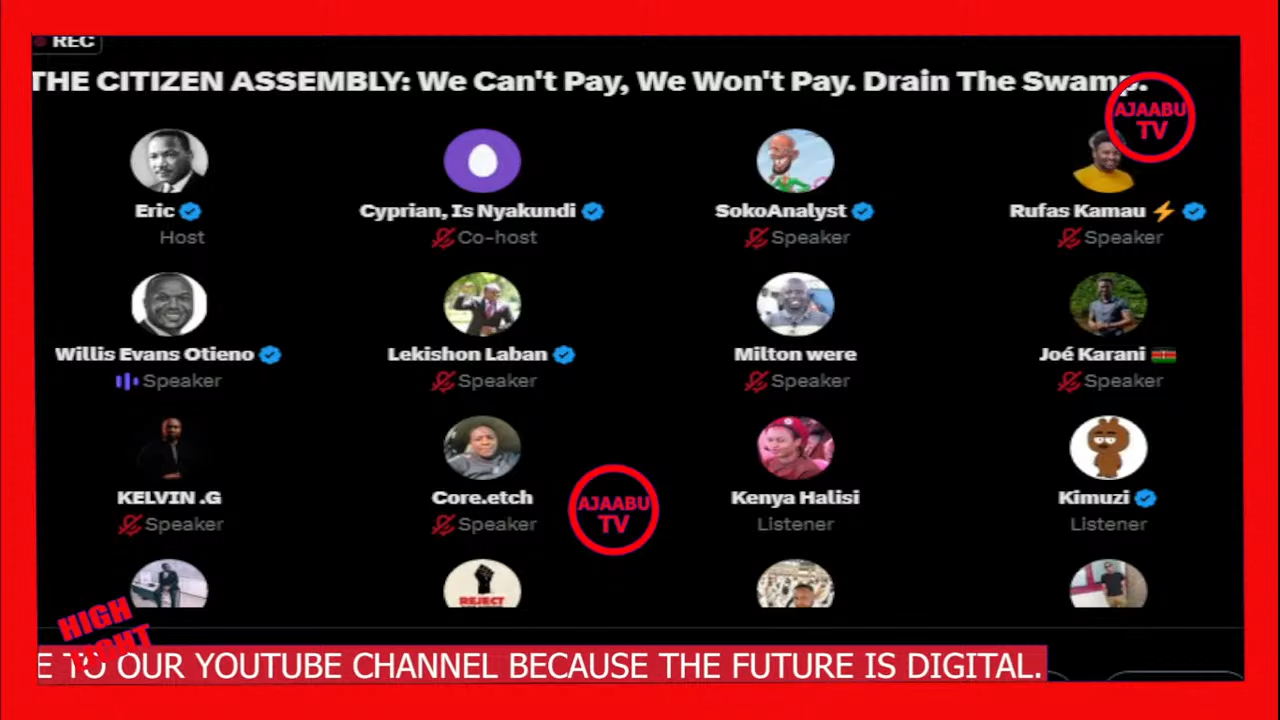 REC
THE CITIZEN ASSEMBLY: We Can't Pay, We Won't Pay. Drain The Swamp.
AJAABU
TV
Eric
Cyprian, Is Nyakundi
SokoAnalyst
Rufas Kamau
Host
Co-host
Speaker
Speaker
Willis Evans Otieno
Lekishon Laban
Milton were
Joé Karani
Speaker
Speaker
Speaker
Speaker
KELVIN .G
Core.etch
Kenya Halisi
Kimuzi
Speaker
Speaker
Listener
Listener
AJAABU
TV
REJECT
HIGH
E TO OUR YOUTUBE CHANNEL BECAUSE THE FUTURE IS DIGITAL.